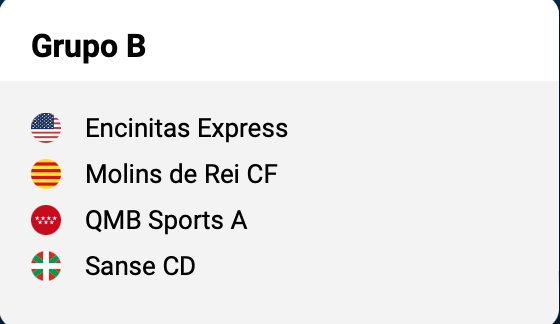 Grupo B
Encinitas Express
Molins de Rei CF
QMB Sports A
Sanse CD